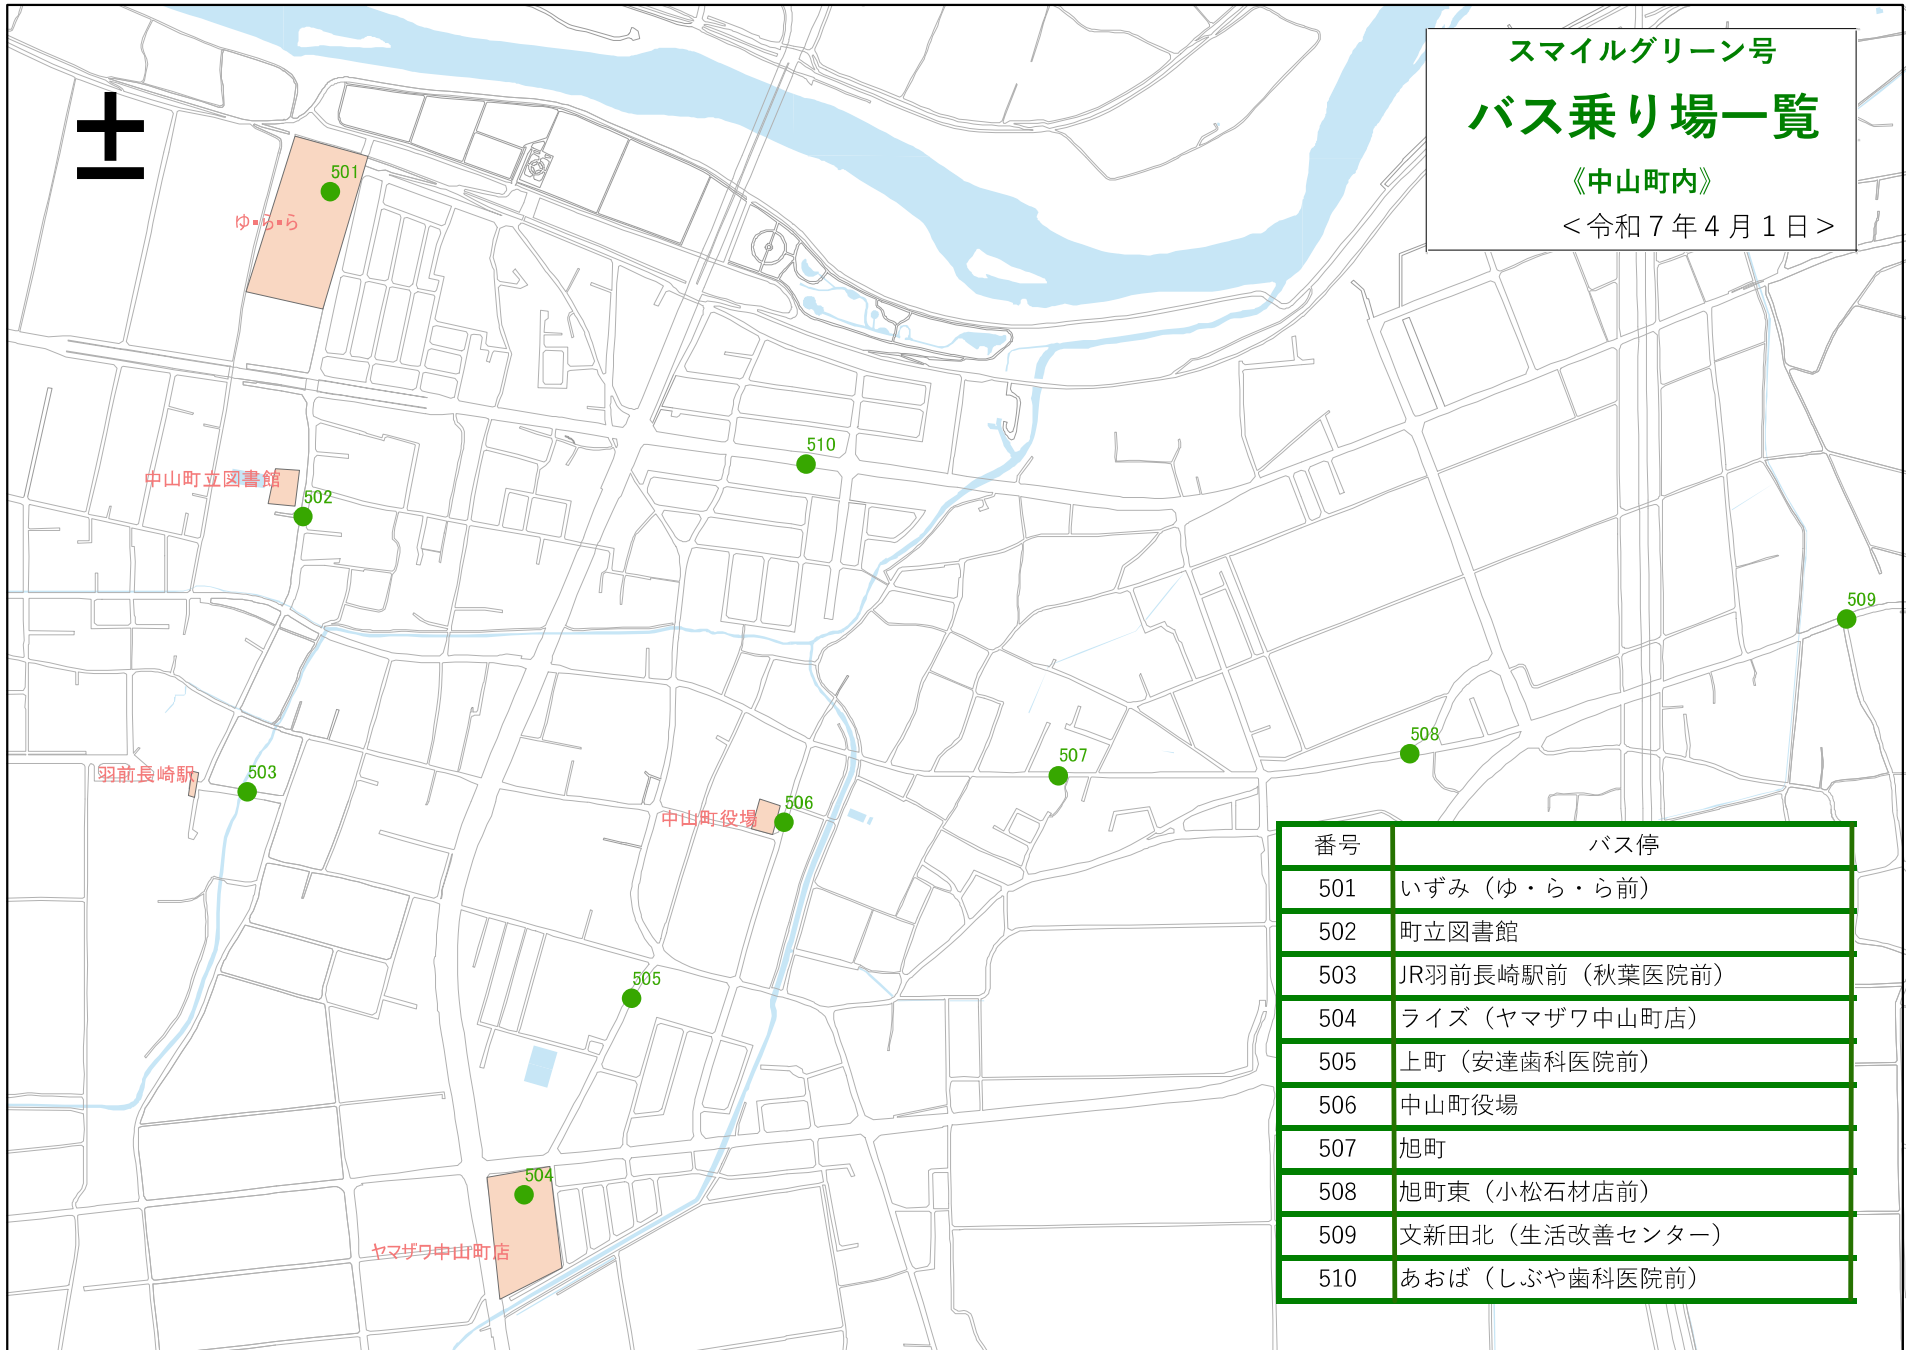 スマイルグリーン号
バス乗り場一覧
《中山町内》
＜令和７年４月１日＞
501
ゆ・ら・ら
510
中山町立図書館
502
509
508
羽前長崎駅
503
507
中山町役場
506
505
504
ヤマザワ中山町店
番号 バス停
501 いずみ（ゆ・ら・ら前）
502 町立図書館
503 JR羽前長崎駅前（秋葉医院前）
504 ライズ（ヤマザワ中山町店）
505 上町（安達歯科医院前）
506 中山町役場
507 旭町
508 旭町東（小松石材店前）
509 文新田北（生活改善センター）
510 あおば（しぶや歯科医院前）